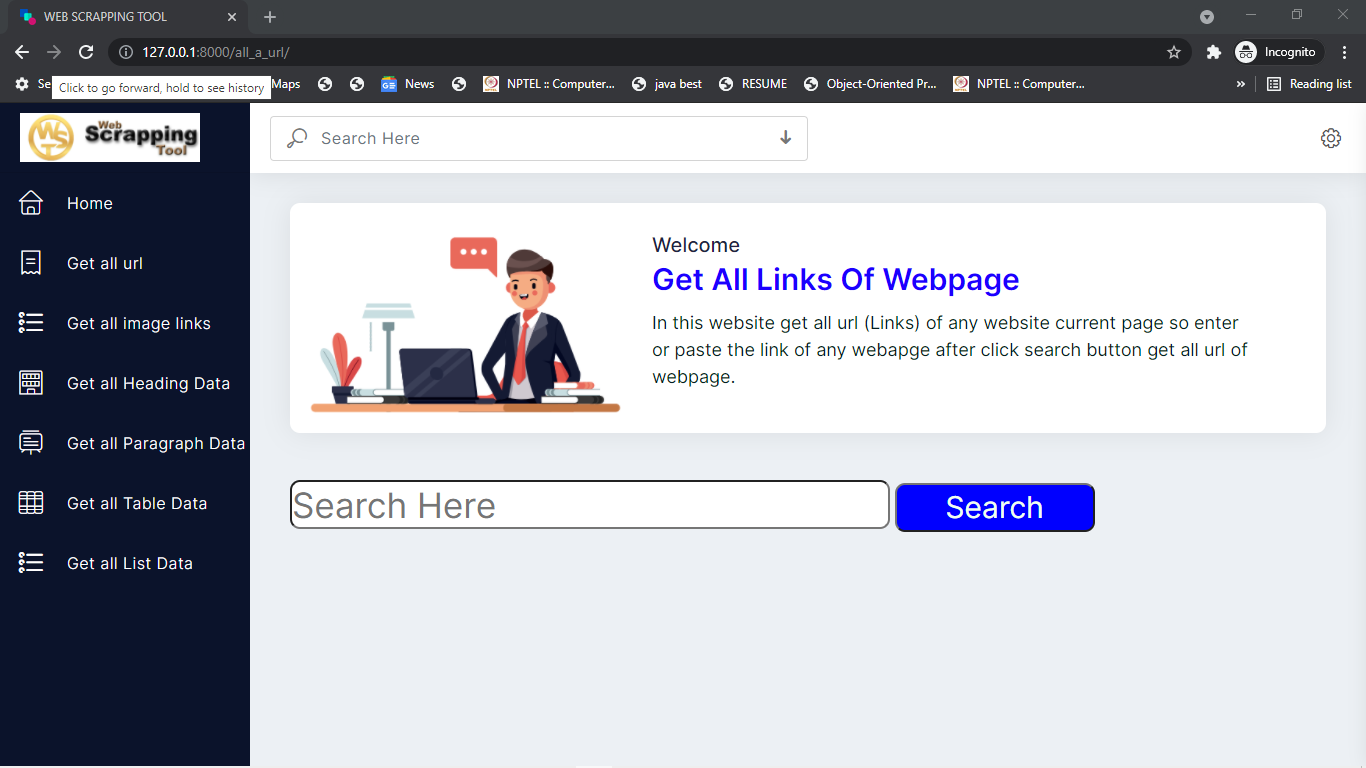 WEB SCRAPPING TOOL
127.0.0.1:8000/all_a_url/
Incognito
Se
Maps
News
NPTEL :: Computer...
java best
RESUME
Object-Oriented Pr...
NPTEL :: Computer...
»
Reading list
Click to go forward, hold to see history
WST
Web
Scrapping
Tool
Search Here
Home
Get all url
Get all image links
Get all Heading Data
Get all Paragraph Data
Get all Table Data
Get all List Data
Welcome
Get All Links Of Webpage
In this website get all url (Links) of any website current page so enter
or paste the link of any webapge after click search button get all url of
webpage.
Search Here
Search